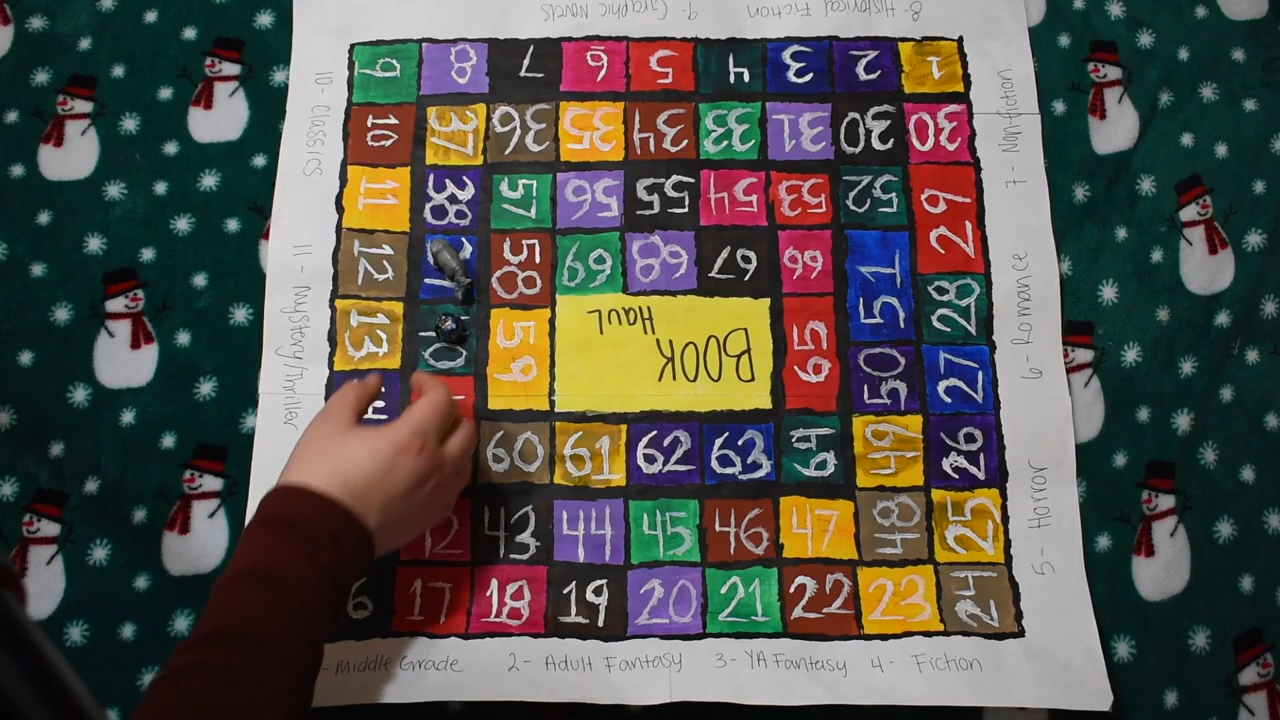 8- Historical Fiction
9- Graphic Novels
9 8 7 6 5 4 3 2 1
10 37 36 35 34 33 31 30 30
11 38 57 56 55 54 53 52 29
12 58 69 68 67 66 51 28
13 59 65 50 27
BOOK
HAUL
60 61 62 63 64 49 26
43 44 45 46 47 48 25
17 18 19 20 21 22 23 24
10- Classics
11- Mystery/Thriller
7- Non-fiction
6- Romance
5- Horror
Middle Grade
2- Adult Fantasy
3- YA Fantasy
4- Fiction